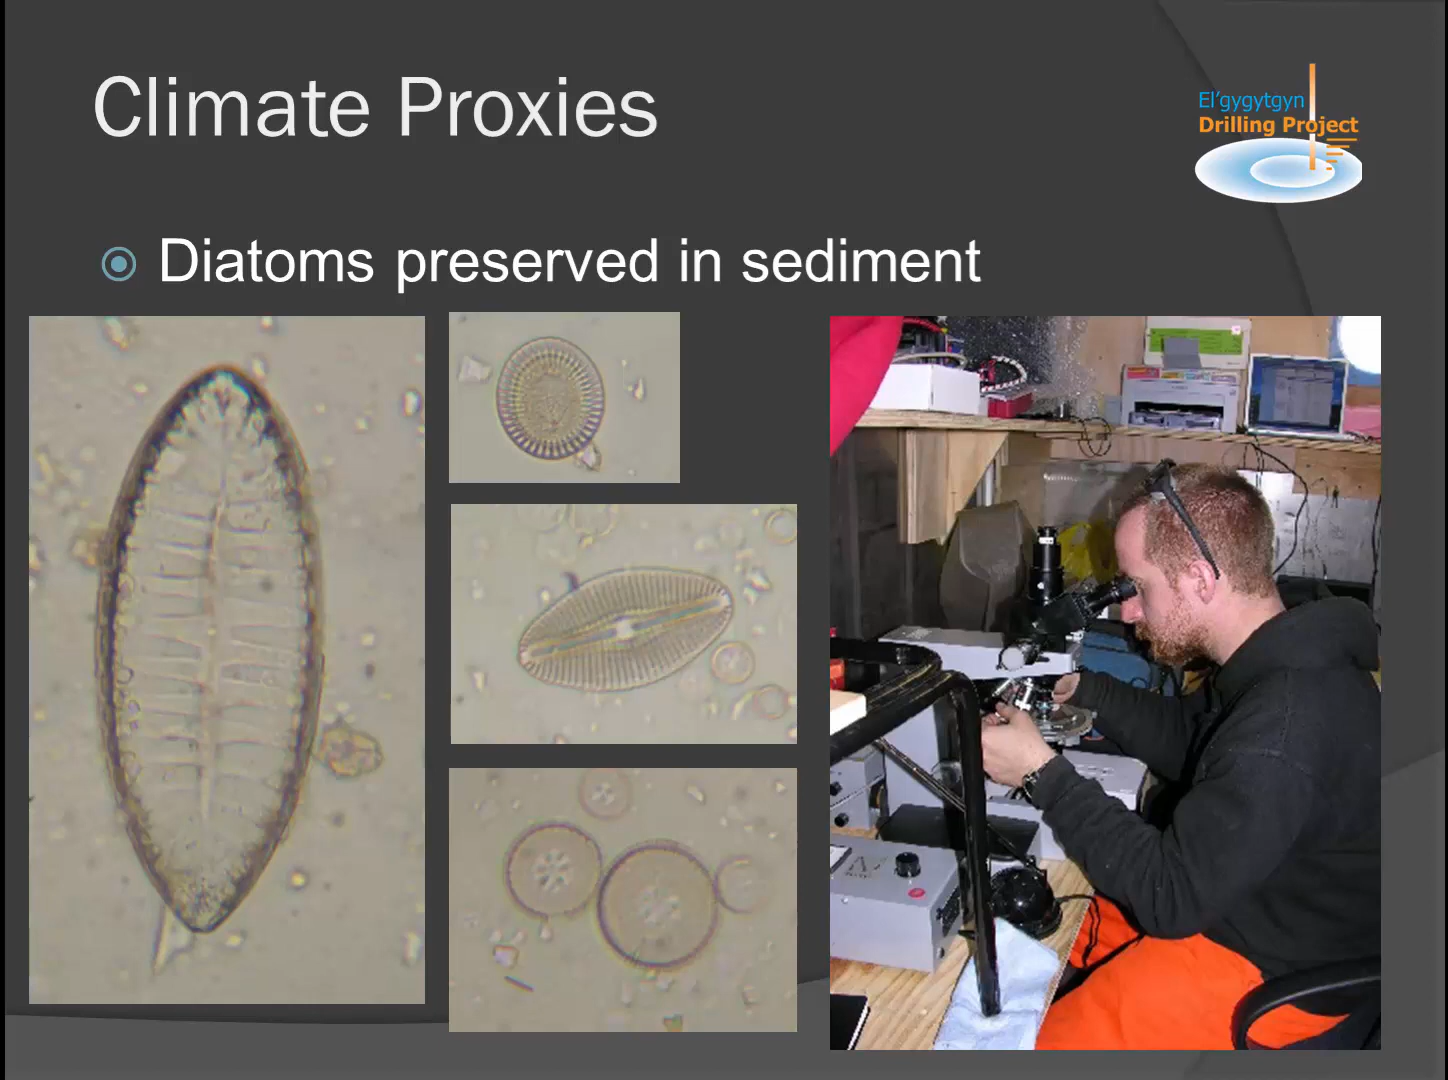 Climate Proxies
El'gygytgyn
Drilling Project
Diatoms preserved in sediment